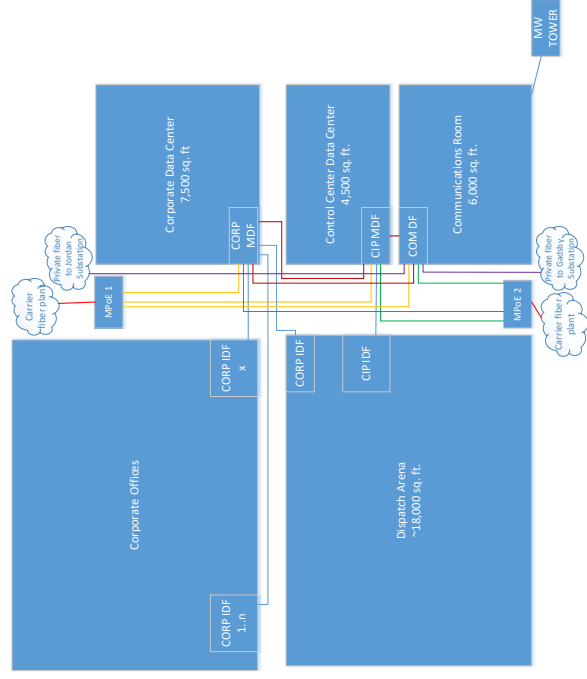 MW
TOWER
Corporate Data Center
7,500 sq. ft
CORP
MDF
Control Center Data Center
4,500 sq. ft.
CIP MDF
Communications Room
6,000 sq. ft.
COM DF
Private fiber
to Jordan
Substation
Carrier
fiber plant
MPoE 1
Private fiber
to Gadsby
Substation
Carrier fiber
plant
MPoE 2
Corporate Offices
CORP IDF
x
CORP IDF
1..n
Dispatch Arena
~18,000 sq. ft.
CORP IDF
CIP IDF